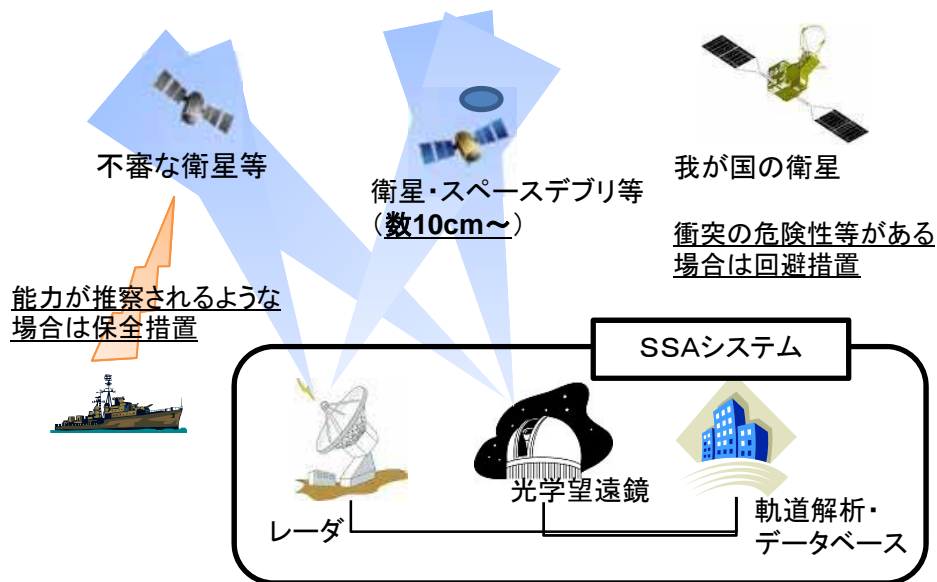 不審な衛星等
衛星・スペースデブリ等
（数10cm～）
我が国の衛星
衝突の危険性等がある
場合は回避措置
能力が推察されるような
場合は保全措置
ＳＳＡシステム
レーダ
光学望遠鏡
軌道解析・
データベース